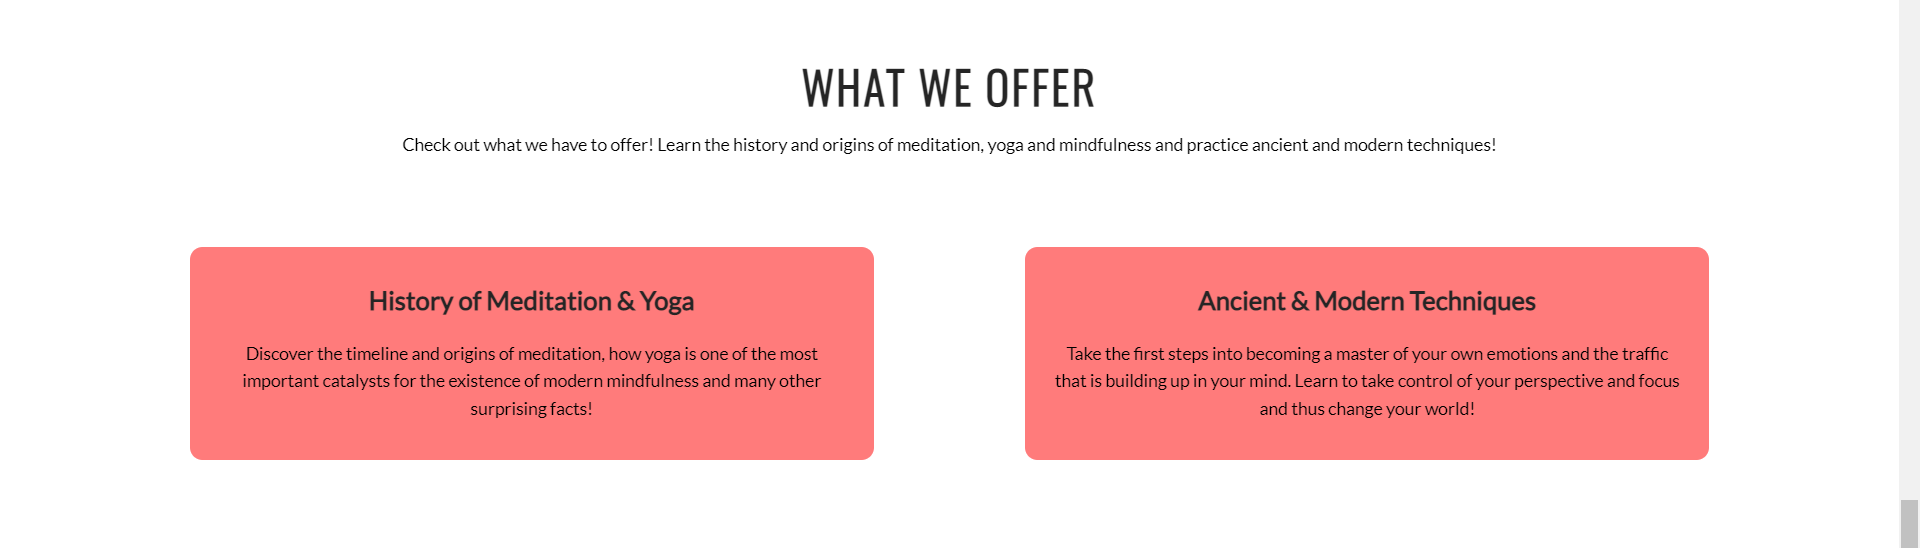 WHAT WE OFFER
Check out what we have to offer! Learn the history and origins of meditation, yoga and mindfulness and practice ancient and modern techniques!
History of Meditation & Yoga
Discover the timeline and origins of meditation, how yoga is one of the most
important catalysts for the existence of modern mindfulness and many other
surprising facts!
Ancient & Modern Techniques
Take the first steps into becoming a master of your own emotions and the traffic
that is building up in your mind. Learn to take control of your perspective and focus
and thus change your world!